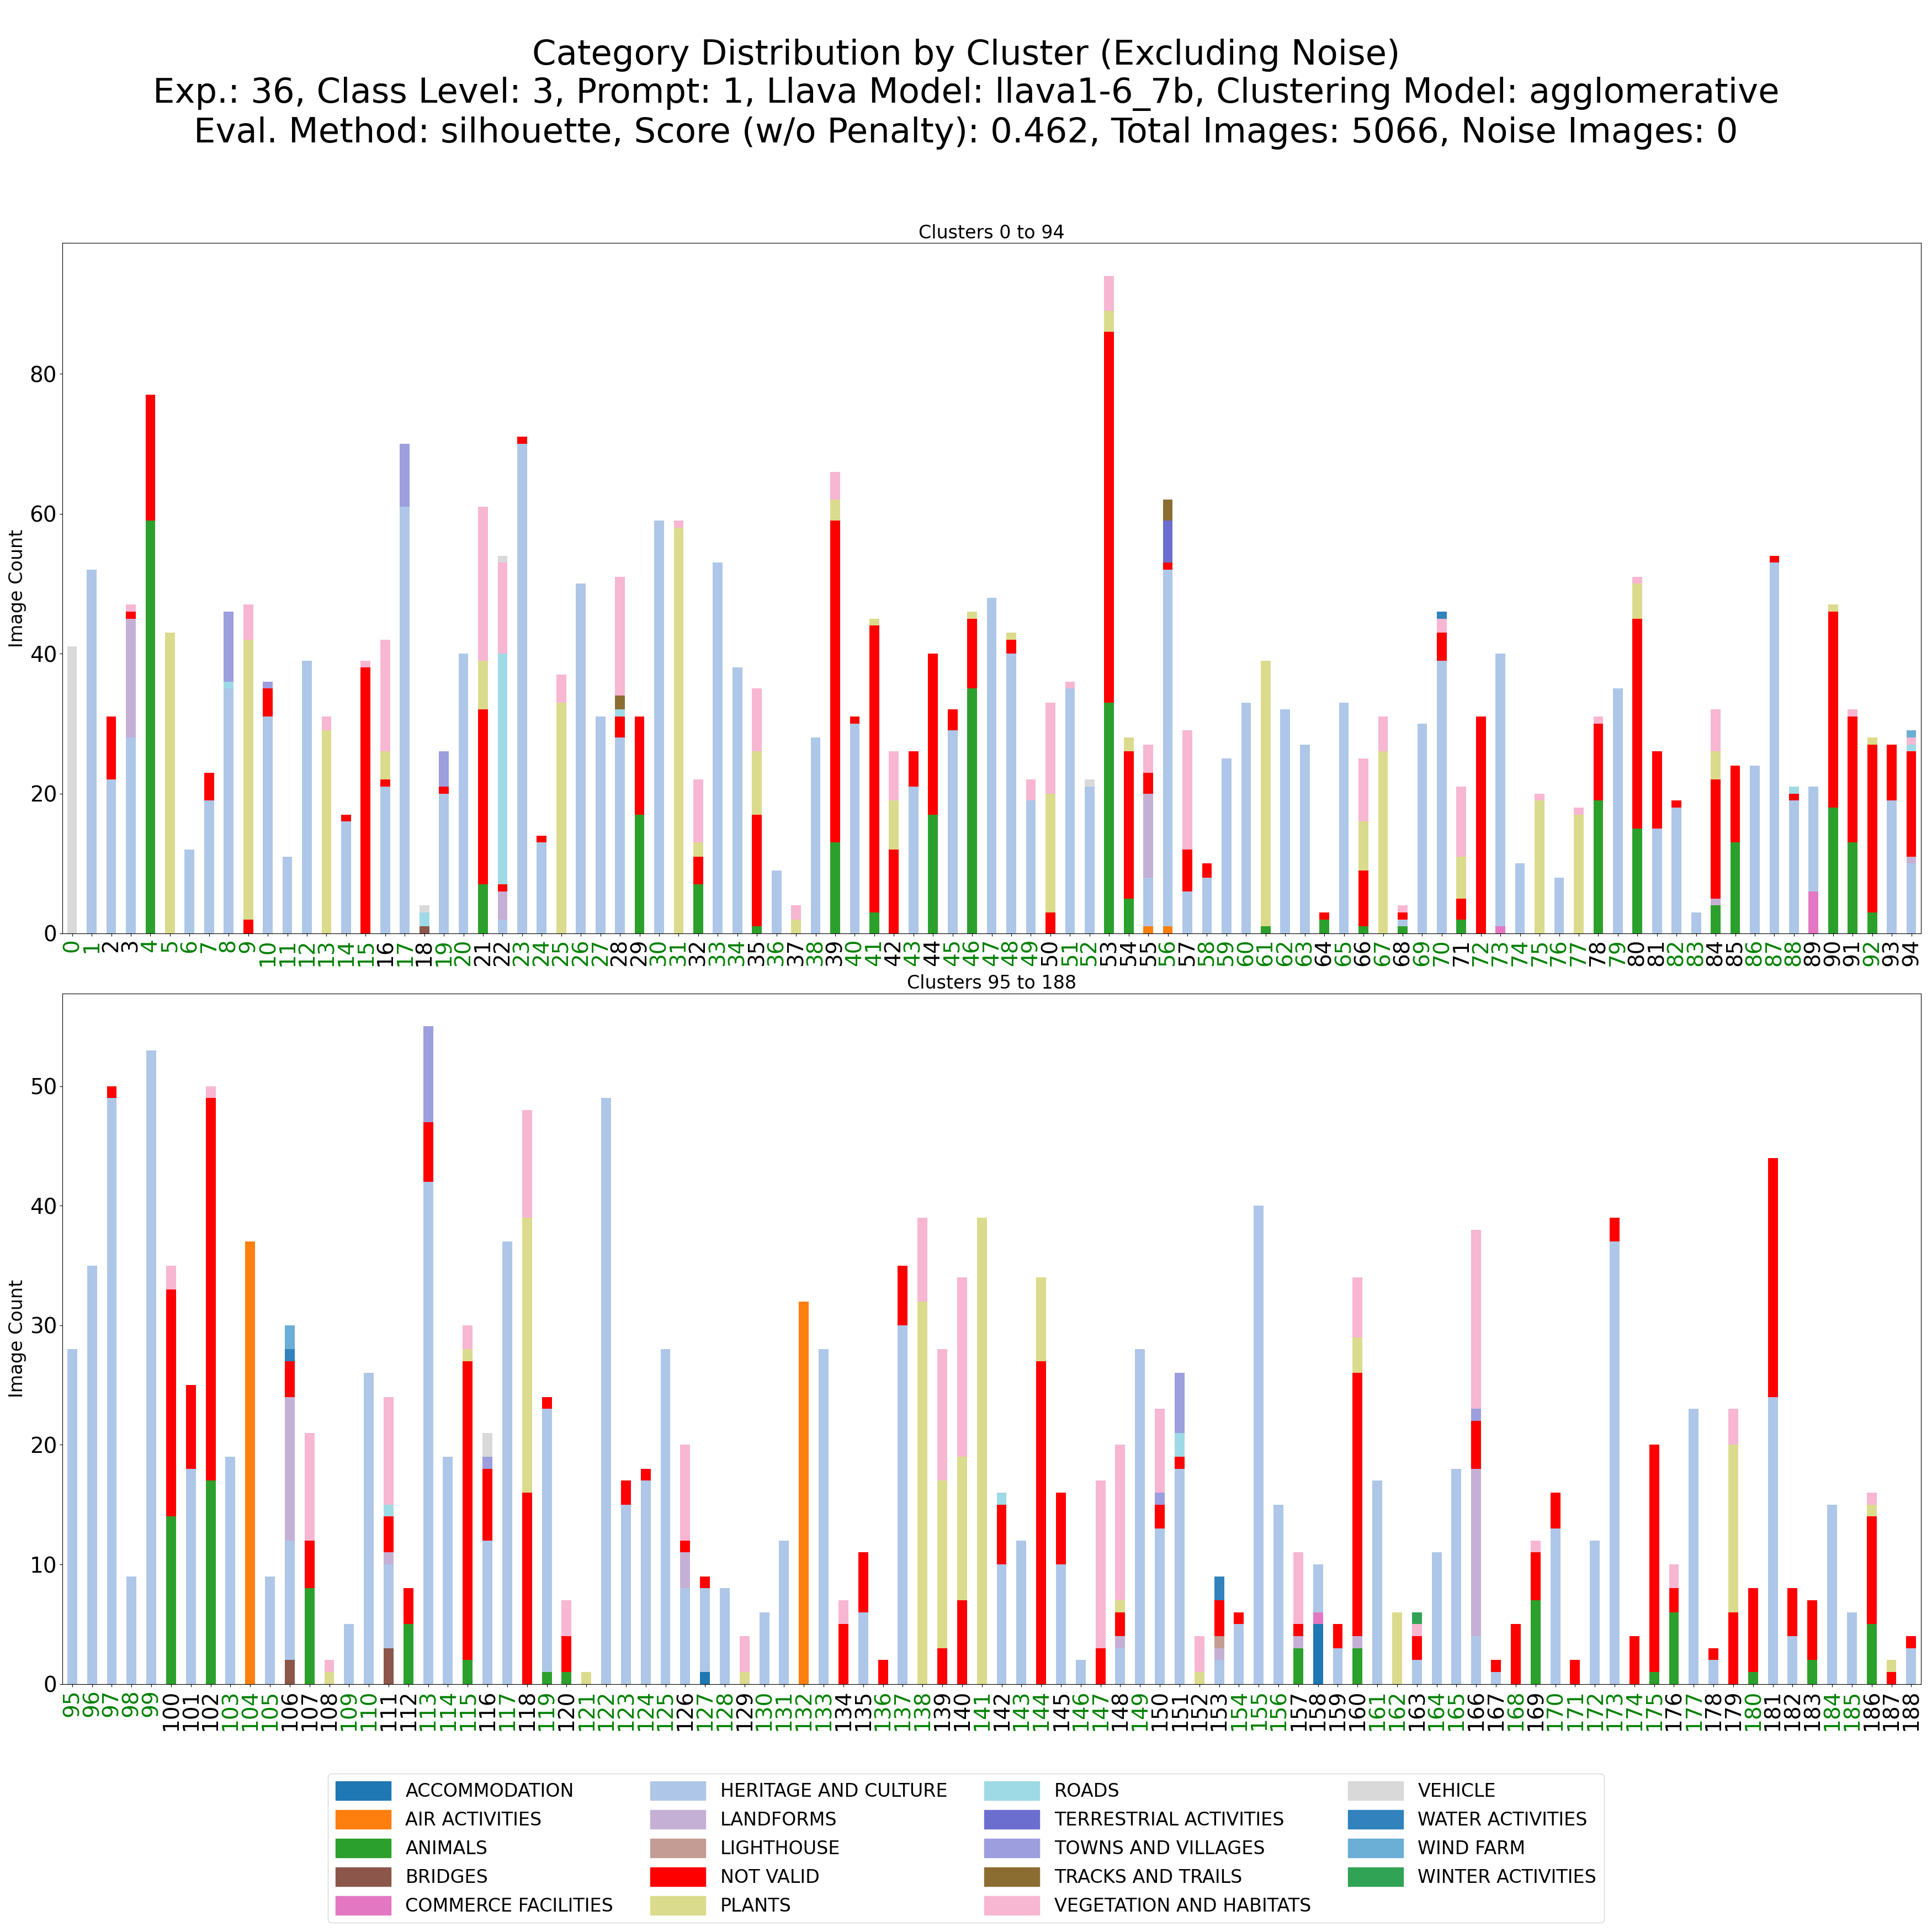 Category Distribution by Cluster (Excluding Noise)
Exp.: 36, Class Level: 3, Prompt: 1, Llava Model: llava1-6_7b, Clustering Model: agglomerative
Eval. Method: silhouette, Score (w/o Penalty): 0.462, Total Images: 5066, Noise Images: 0
Clusters 0 to 94
Image Count
80
60
40
20
0
0 1 2 3 4 5 6 7 8 9 10 11 12 13 14 15 16 17 18 19 20 21 22 23 24 25 26 27 28 29 30 31 32 33 34 35 36 37 38 39 40 41 42 43 44 45 46 47 48 49 50 51 52 53 54 55 56 57 58 59 60 61 62 63 64 65 66 67 68 69 70 71 72 73 74 75 76 77 78 79 80 81 82 83 84 85 86 87 88 89 90 91 92 93 94
Clusters 95 to 188
Image Count
50
40
30
20
10
0
95 96 97 98 99 100 101 102 103 104 105 106 107 108 109 110 111 112 113 114 115 116 117 118 119 120 121 122 123 124 125 126 127 128 129 130 131 132 133 134 135 136 137 138 139 140 141 142 143 144 145 146 147 148 149 150 151 152 153 154 155 156 157 158 159 160 161 162 163 164 165 166 167 168 169 170 171 172 173 174 175 176 177 178 179 180 181 182 183 184 185 186 187 188
ACCOMMODATION
AIR ACTIVITIES
ANIMALS
BRIDGES
COMMERCE FACILITIES
HERITAGE AND CULTURE
LANDFORMS
LIGHTHOUSE
NOT VALID
PLANTS
ROADS
TERRESTRIAL ACTIVITIES
TOWNS AND VILLAGES
TRACKS AND TRAILS
VEGETATION AND HABITATS
VEHICLE
WATER ACTIVITIES
WIND FARM
WINTER ACTIVITIES